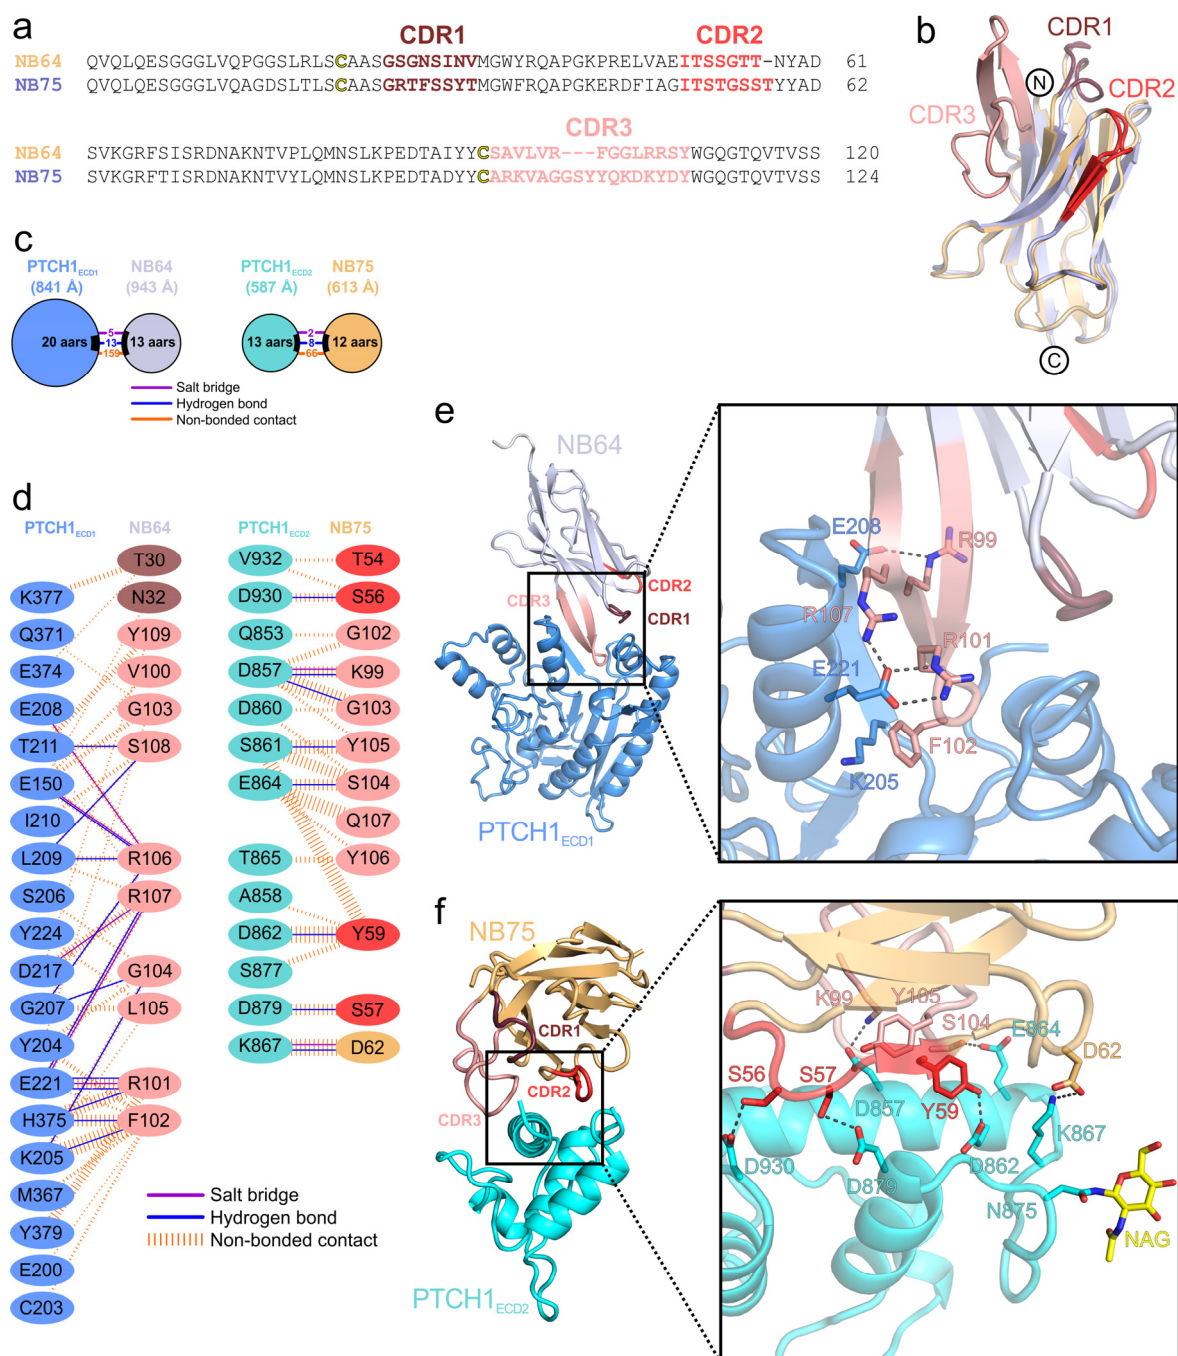 a
CDR1 CDR2
NB64 QVQLQESGGGLVQPGGSLRLSCAASGSGNSINVMGWYRQAPGKPRELVAEITSSGTT-NYAD 61
NB75 QVQLQESGGGLVQAGDSLTLSCAASGRTFSSYTMGWFRQAPGKERDFIAGITSTGSSTYYAD 62
CDR3
NB64 SVKGRFSISRDNAKNTVPLQMNSLKPEDTAIYYCSAVLVR---FGGLRRSYWGQGTQVTVSS 120
NB75 SVKGRFTISRDNAKNTVYLQMNSLKPEDTADYYCARKVAGGSYYQKDKYDYWGQGTQVTVSS 124
b
CDR1
N
CDR2
CDR3
C
c
PTCH1ECD1 NB64 PTCH1ECD2 NB75
(841 Å) (943 Å) (587 Å) (613 Å)
20 aars 5 13 159 13 aars 13 aars 2 8 66 12 aars
Salt bridge
Hydrogen bond
Non-bonded contact
d
PTCH1ECD1 NB64 PTCH1ECD2 NB75
T30 V932 T54
K377 N32 D930 S56
Q371 Y109 Q853 G102
E374 V100 D857 K99
E208 G103 D860 G103
T211 S108 S861 Y105
E150 E864 S104
I210 Q107
L209 R106 T865 Y106
S206 R107 A858
Y224 D862 Y59
D217 G104 S877
G207 L105 D879 S57
Y204 K867 D62
E221 R101
H375 F102
K205
M367
Y379
E200
C203
Salt bridge
Hydrogen bond
Non-bonded contact
e
NB64
CDR2
CDR3
CDR1
PTCH1ECD1
E208
R99
R107
R101
E221
F102
K205
f
NB75
CDR1
CDR2
CDR3
PTCH1ECD2
K99 Y105
S104
E864
D62
S56 S57
D857 Y59
K867
D930
D879
D862
N875
NAG